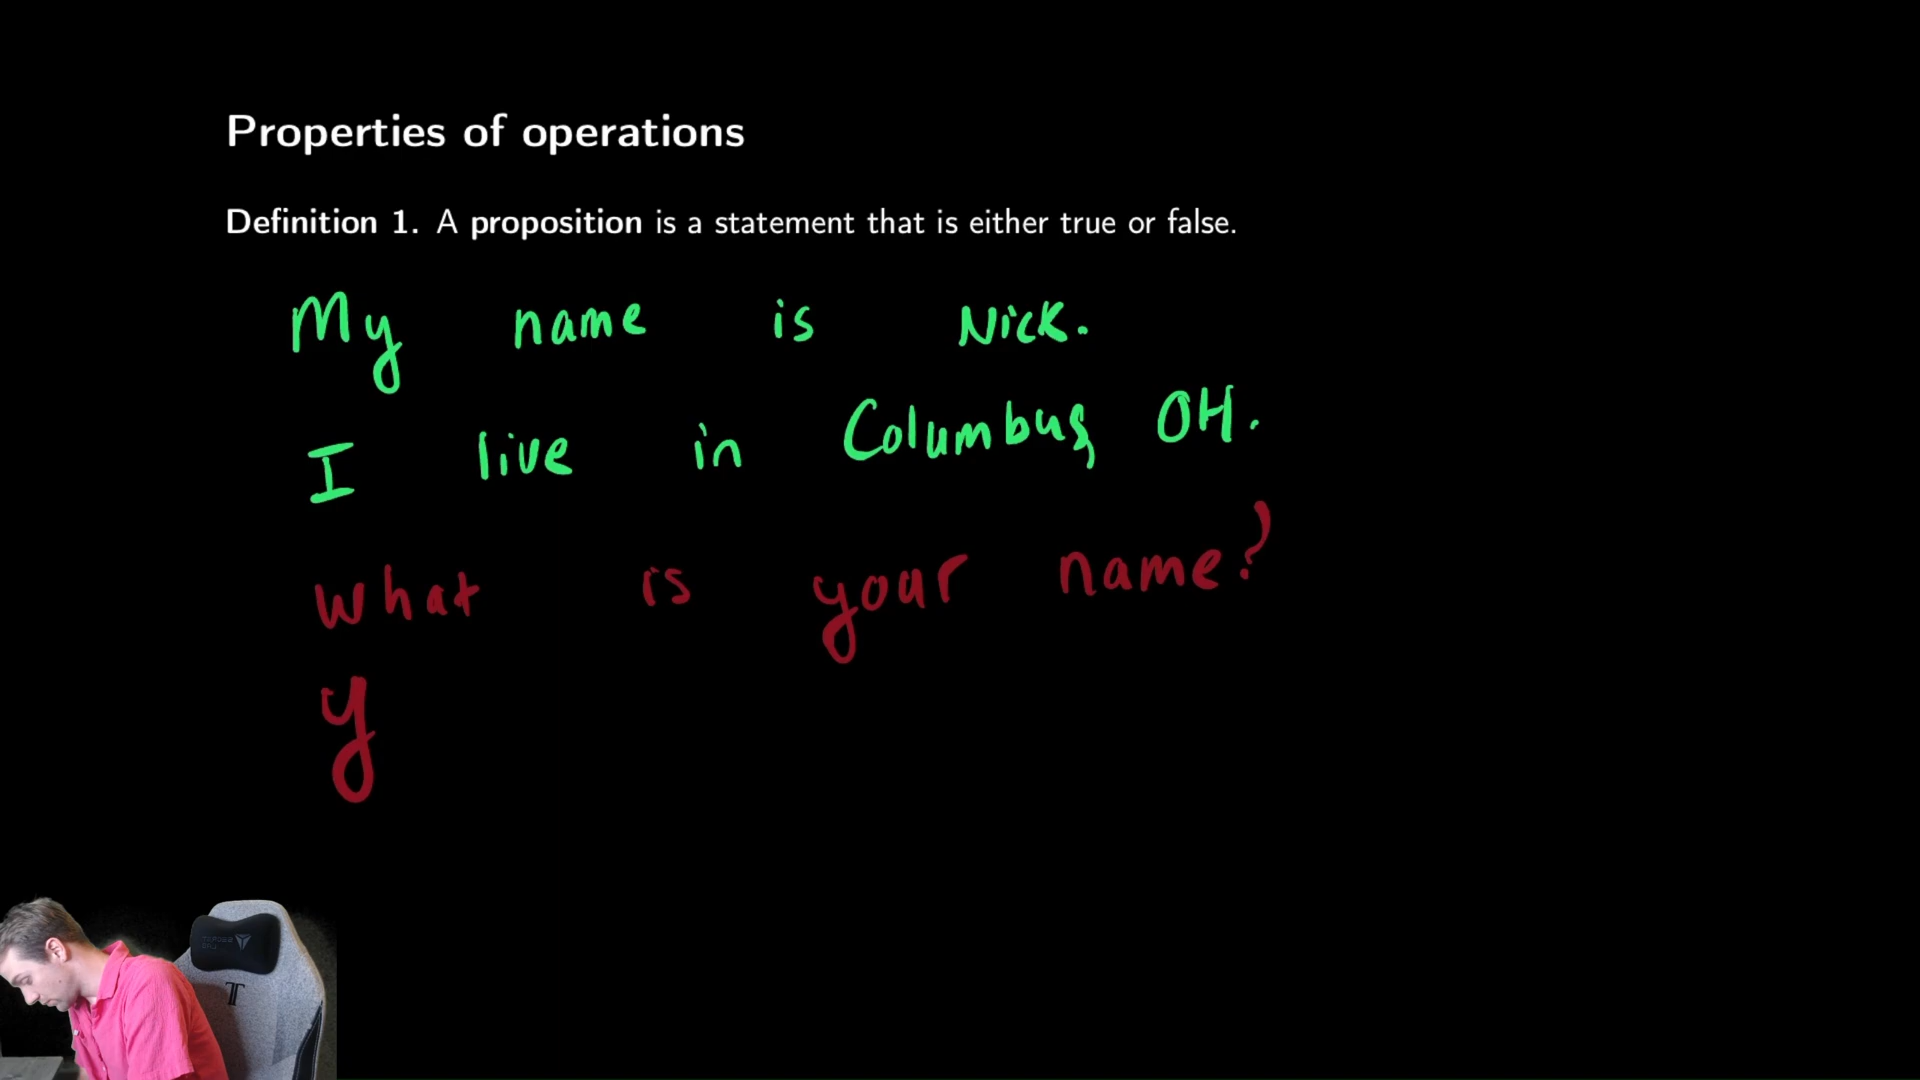 Properties of operations
Definition 1. A proposition is a statement that is either true or false.
My name is Nick.
I live in Columbus, OH.
What is your name?
y